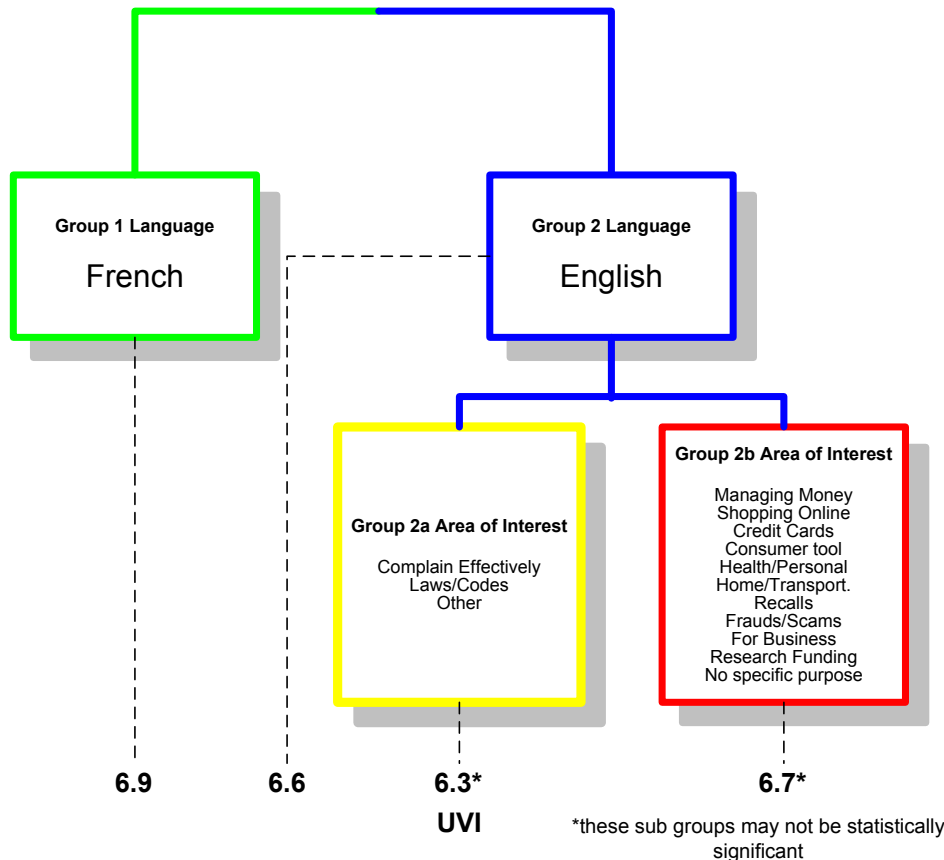 Group 1 Language
French
Group 2 Language
English
Group 2a Area of Interest
Complain Effectively
Laws/Codes
Other
Group 2b Area of Interest
Managing Money
Shopping Online
Credit Cards
Consumer tool
Health/Personal
Home/Transport.
Recalls
Frauds/Scams
For Business
Research Funding
No specific purpose
6.9
6.6
6.3*
6.7*
UVI
*these sub groups may not be statistically
significant